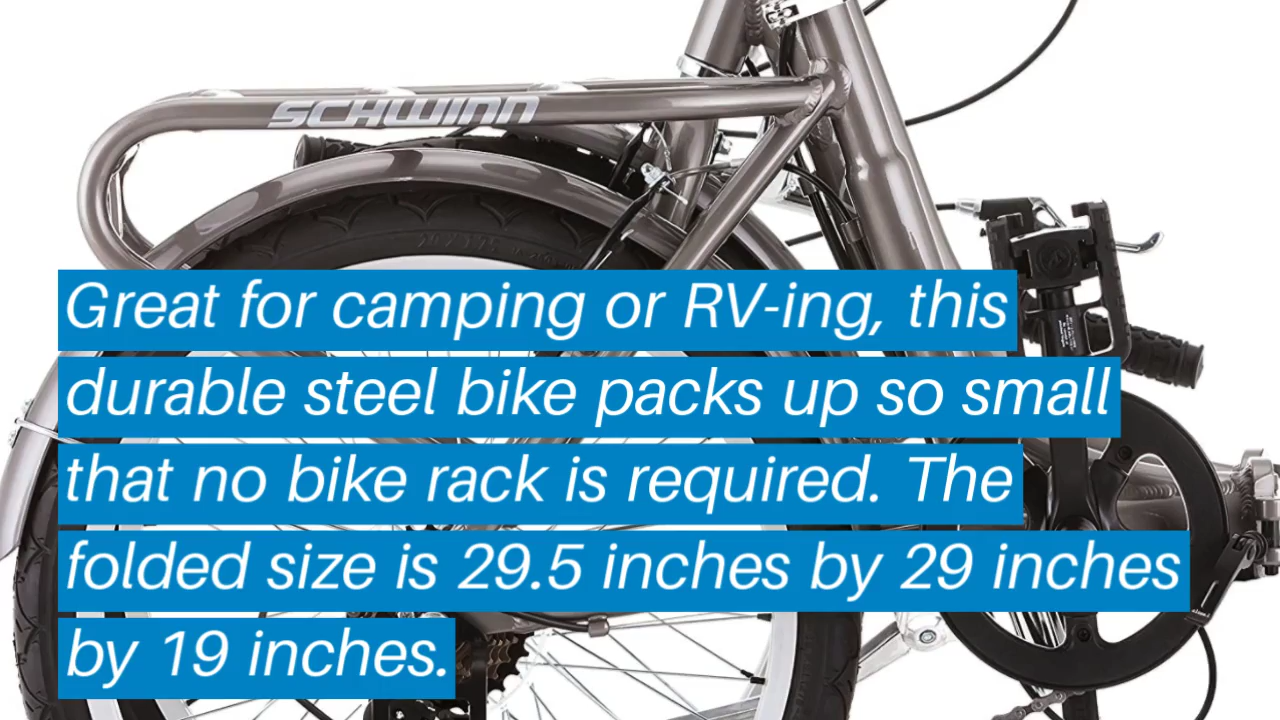 SCHWINN
Great for camping or RV-ing, this
durable steel bike packs up so small
that no bike rack is required. The
folded size is 29.5 inches by 29 inches
by 19 inches.